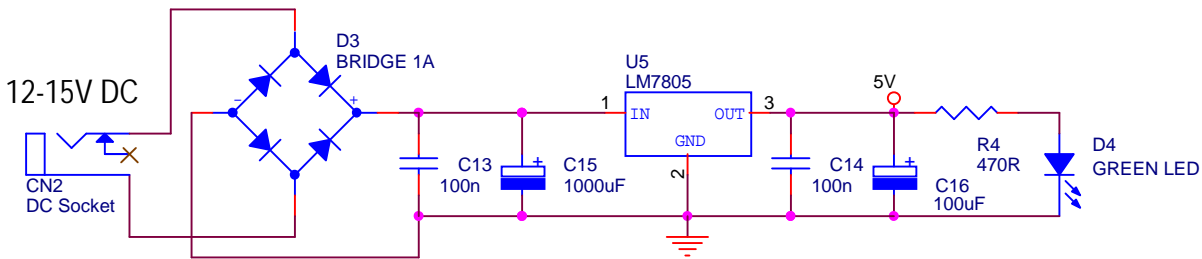 12-15V DC
CN2
DC Socket
D3
BRIDGE 1A
-
+
C13
100n
+
C15
1000uF
U5
LM7805
1
IN
OUT
3
GND
2
C14
100n
5V
+
C16
100uF
R4
470R
D4
GREEN LED